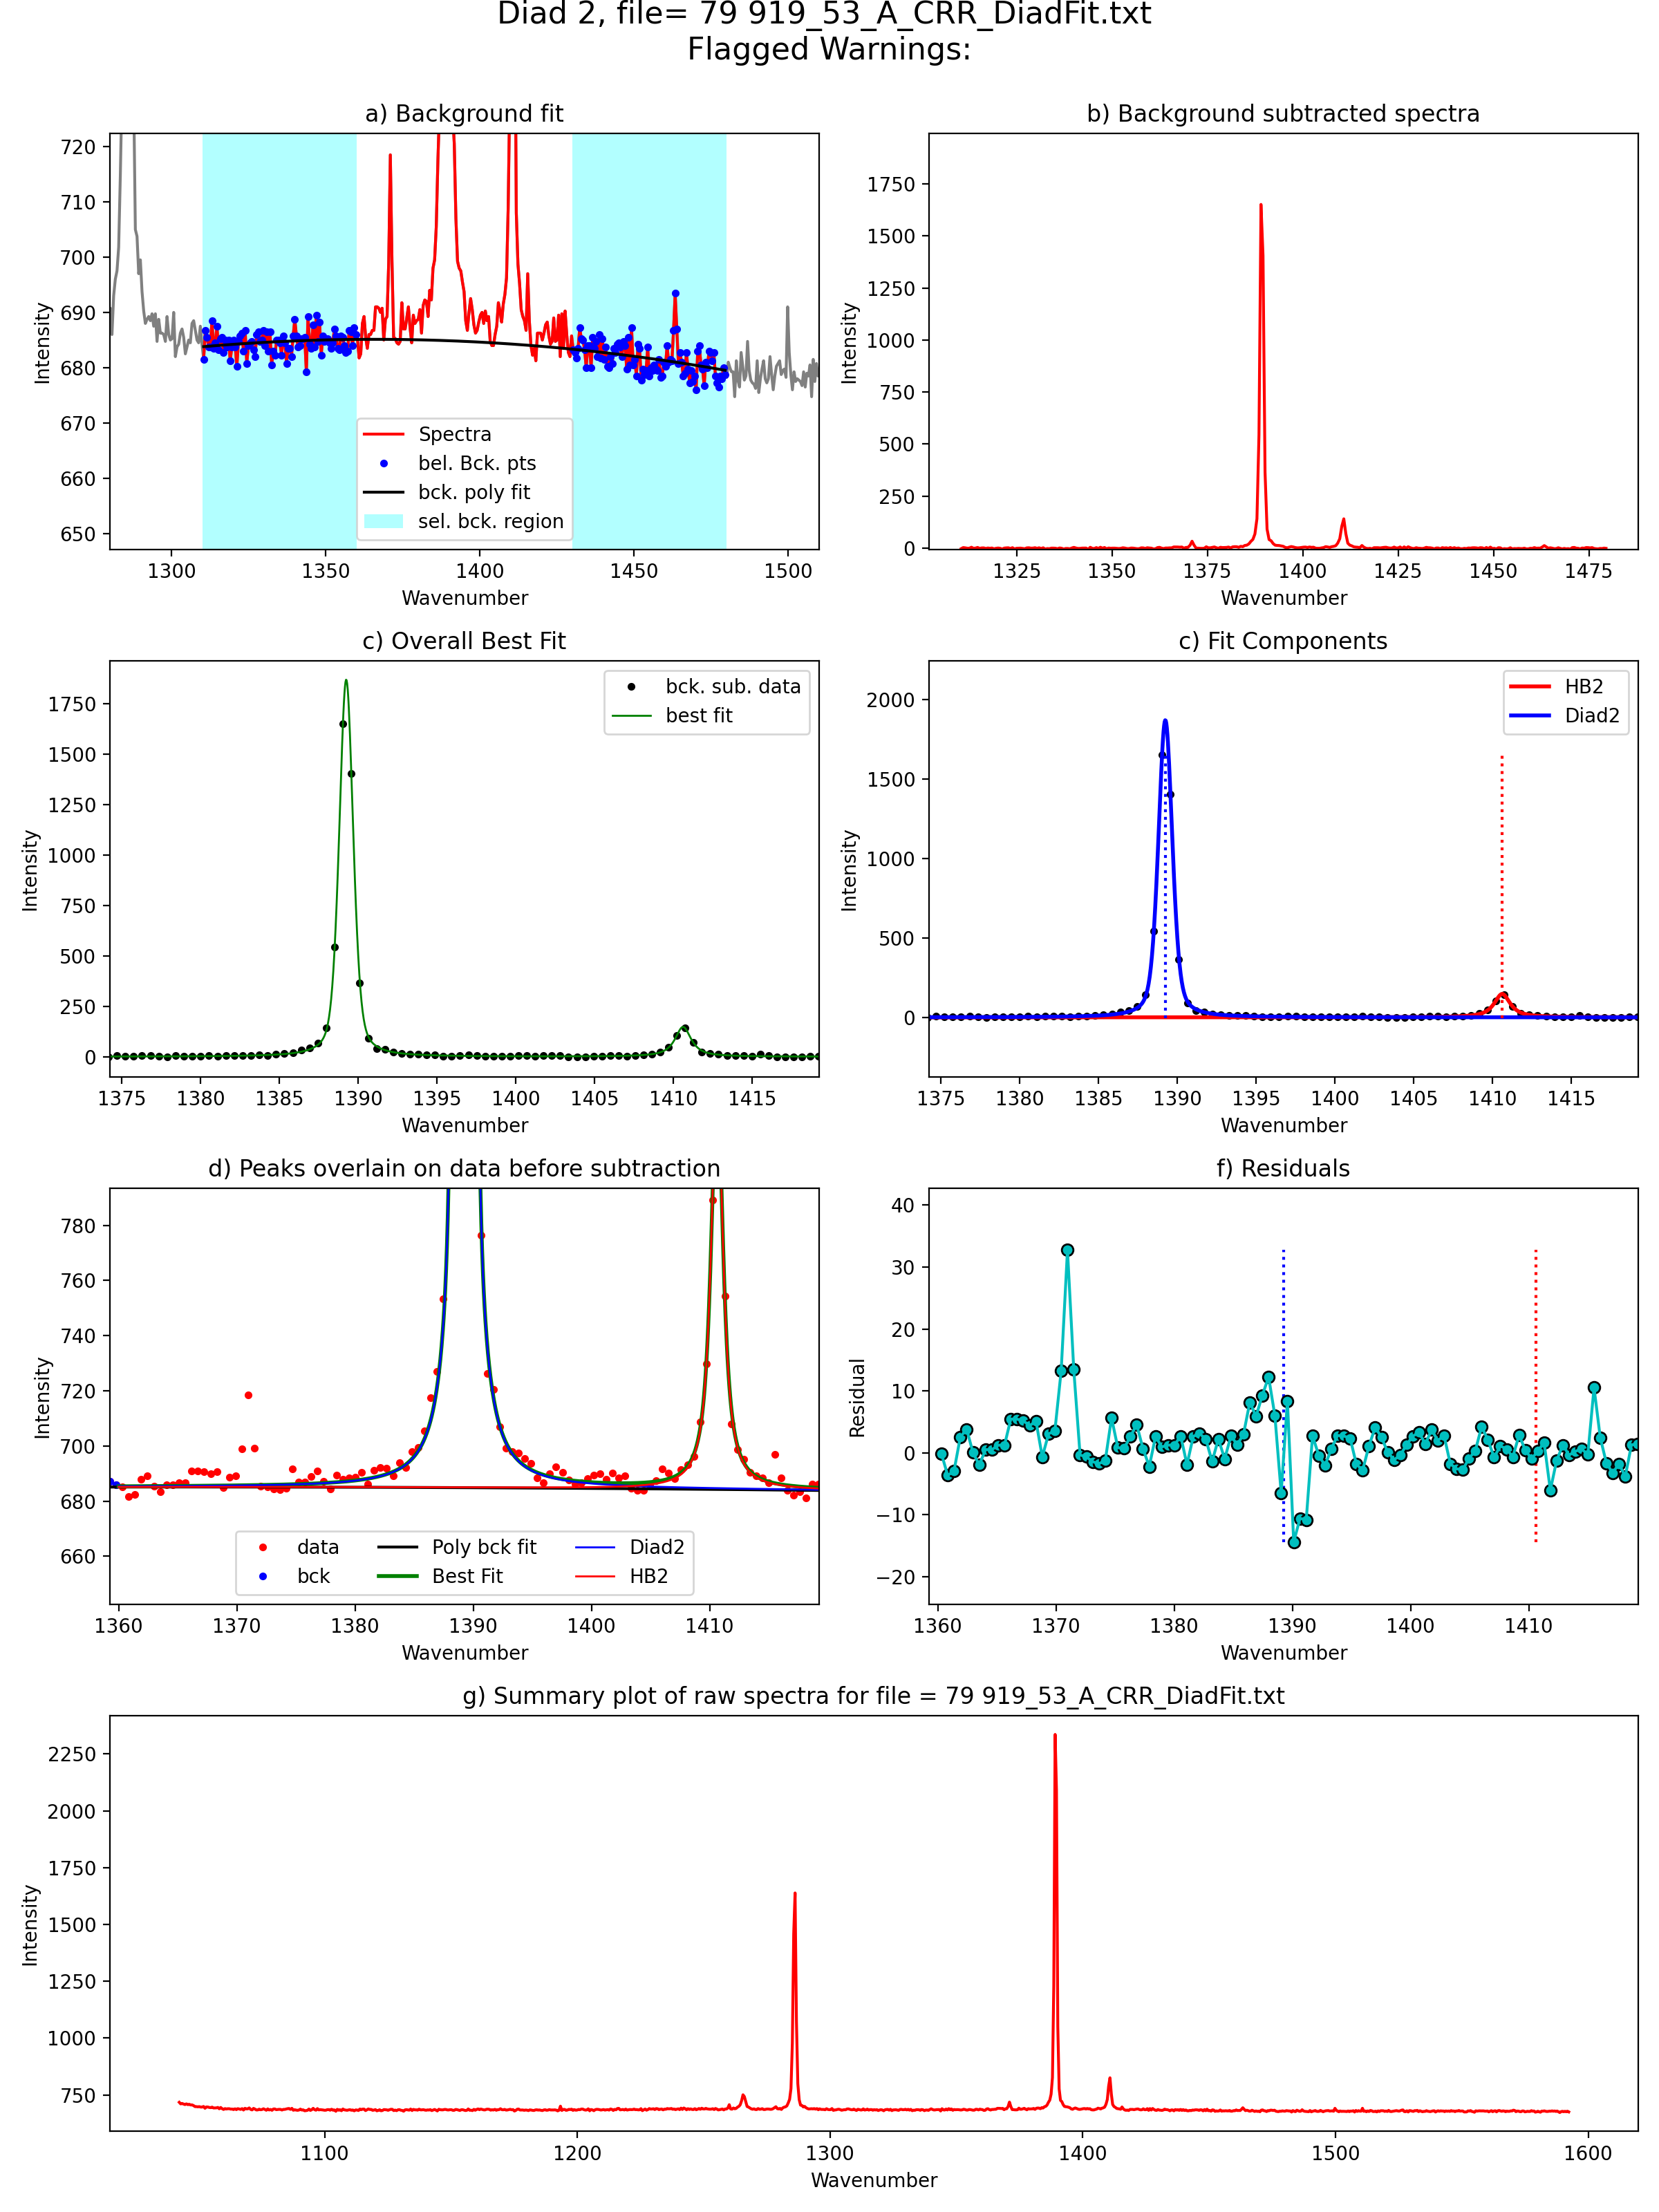 Diad 2, file= 79 919_53_A_CRR_DiadFit.txt
Flagged Warnings:
a) Background fit
720
710
700
690
680
670
660
650
Intensity
Spectra
bel. Bck. pts
bck. poly fit
sel. bck. region
1300 1350 1400 1450 1500
Wavenumber
b) Background subtracted spectra
1750
1500
1250
1000
750
500
250
0
Intensity
1325 1350 1375 1400 1425 1450 1475
Wavenumber
c) Overall Best Fit
1750
1500
1250
1000
750
500
250
0
Intensity
bck. sub. data
best fit
1375 1380 1385 1390 1395 1400 1405 1410 1415
Wavenumber
c) Fit Components
2000
1500
1000
500
0
Intensity
HB2
Diad2
1375 1380 1385 1390 1395 1400 1405 1410 1415
Wavenumber
d) Peaks overlain on data before subtraction
780
760
740
720
700
680
660
Intensity
data Poly bck fit Diad2
bck Best Fit HB2
1360 1370 1380 1390 1400 1410
Wavenumber
f) Residuals
40
30
20
10
0
−10
−20
Residual
1360 1370 1380 1390 1400 1410
Wavenumber
g) Summary plot of raw spectra for file = 79 919_53_A_CRR_DiadFit.txt
2250
2000
1750
1500
1250
1000
750
Intensity
1100 1200 1300 1400 1500 1600
Wavenumber